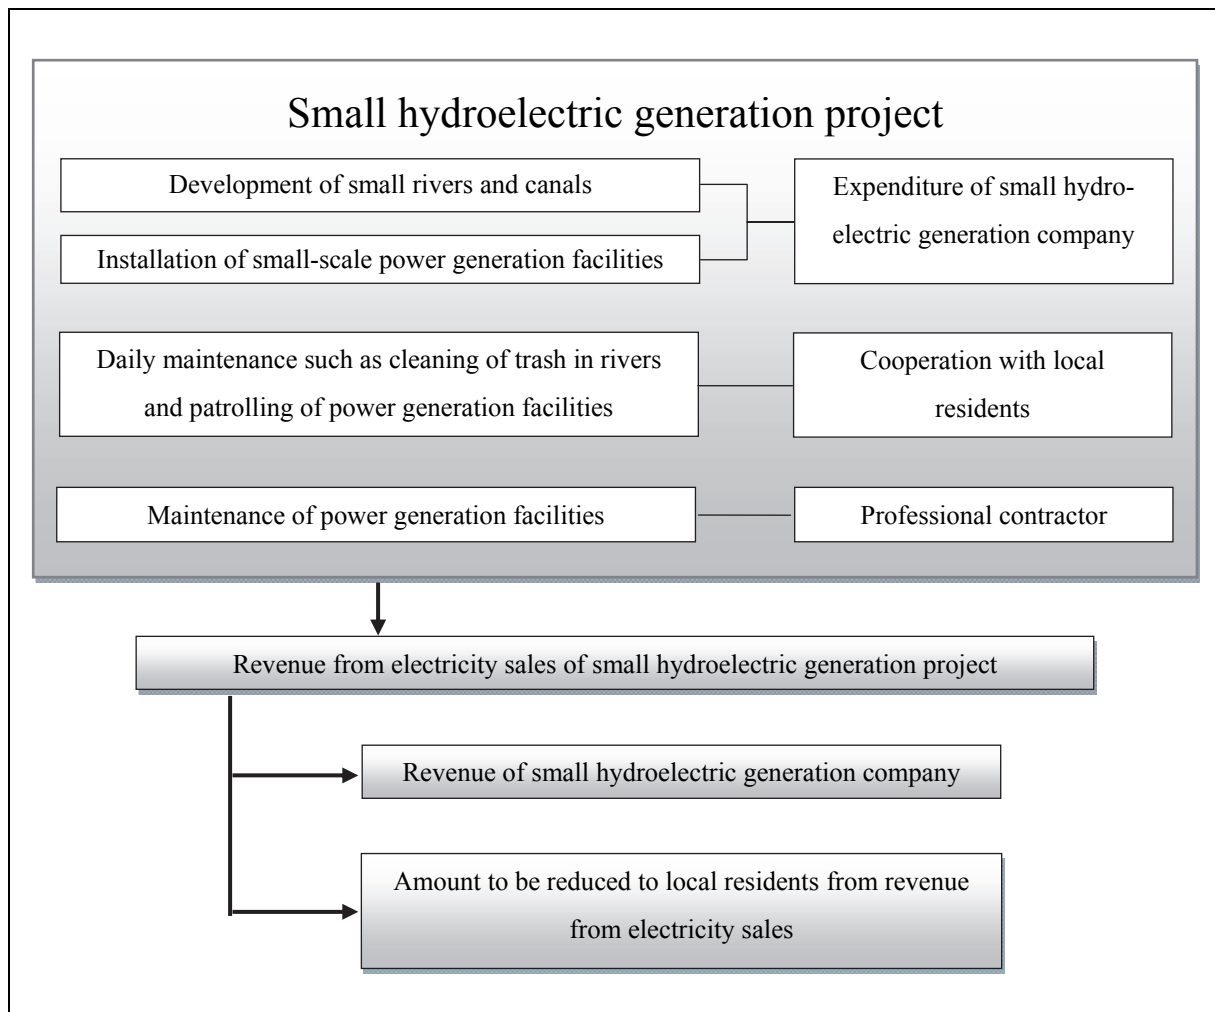 Small hydroelectric generation project
Development of small rivers and canals
Installation of small-scale power generation facilities
Expenditure of small hydro-
electric generation company
Daily maintenance such as cleaning of trash in rivers
and patrolling of power generation facilities
Cooperation with local
residents
Maintenance of power generation facilities
Professional contractor
Revenue from electricity sales of small hydroelectric generation project
Revenue of small hydroelectric generation company
Amount to be reduced to local residents from revenue
from electricity sales